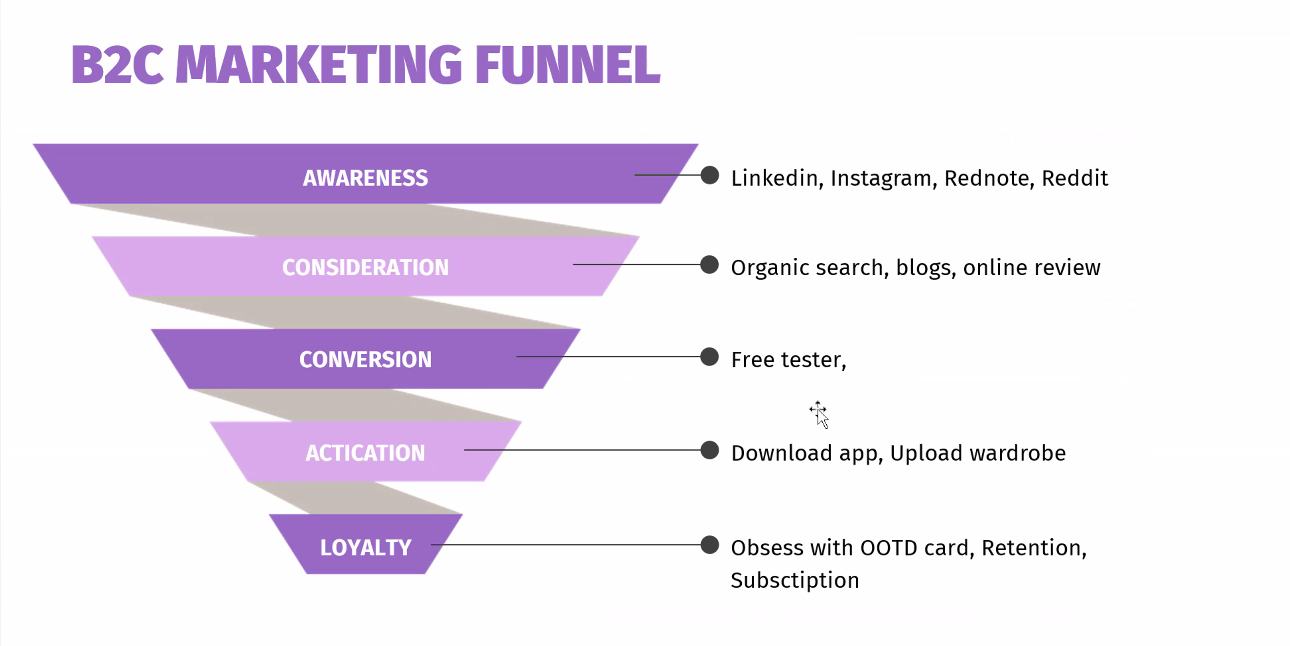 B2C MARKETING FUNNEL
AWARENESS
Linkedin, Instagram, Rednote, Reddit
CONSIDERATION
Organic search, blogs, online review
CONVERSION
Free tester,
ACTICATION
Download app, Upload wardrobe
LOYALTY
Obsess with OOTD card, Retention,
Subsctiption